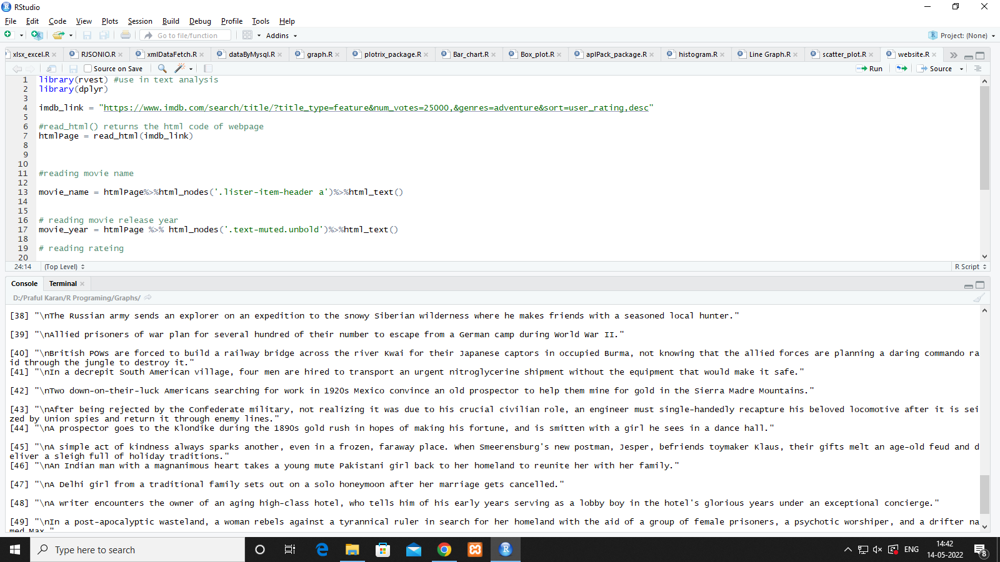 RStudio
File Edit Code View Plots Session Build Debug Profile Tools Help
Go to file/function Addins Project: (None)
xlsx_excel.R RJSONIO.R xmlDataFetch.R dataByMysql.R graph.R plotrix_package.R Bar_chart.R Box_plot.R aplPack_package.R histogram.R Line Graph.R scatter_plot.R website.R
Source on Save Run Source
1 library(rvest) #use in text analysis
2 library(dplyr)
3
4 imdb_link = "https://www.imdb.com/search/title/?title_type=feature&num_votes=25000,&genres=adventure&sort=user_rating,desc"
5
6 #read_html() returns the html code of webpage
7 htmlPage = read_html(imdb_link)
8
9
10
11 #reading movie name
12
13 movie_name = htmlPage%>%html_nodes('.lister-item-header a')%>%html_text()
14
15
16 # reading movie release year
17 movie_year = htmlPage %>% html_nodes('.text-muted.unbold')%>%html_text()
18
19 # reading rateing
20
24:14 (Top Level) R Script
Console Terminal
D:/Praful Karan/R Programing/Graphs/
[38] "\nThe Russian army sends an explorer on an expedition to the snowy Siberian wilderness where he makes friends with a seasoned local hunter."
[39] "\nAllied prisoners of war plan for several hundred of their number to escape from a German camp during World War II."
[40] "\nBritish POWs are forced to build a railway bridge across the river Kwai for their Japanese captors in occupied Burma, not knowing that the allied forces are planning a daring commando ra
id through the jungle to destroy it."
[41] "\nIn a decrepit South American village, four men are hired to transport an urgent nitroglycerine shipment without the equipment that would make it safe."
[42] "\nTwo down-on-their-luck Americans searching for work in 1920s Mexico convince an old prospector to help them mine for gold in the Sierra Madre Mountains."
[43] "\nAfter being rejected by the Confederate military, not realizing it was due to his crucial civilian role, an engineer must single-handedly recapture his beloved locomotive after it is sei
zed by Union spies and return it through enemy lines."
[44] "\nA prospector goes to the Klondike during the 1890s gold rush in hopes of making his fortune, and is smitten with a girl he sees in a dance hall."
[45] "\nA simple act of kindness always sparks another, even in a frozen, faraway place. When Smeerensburg's new postman, Jesper, befriends toymaker Klaus, their gifts melt an age-old feud and d
eliver a sleigh full of holiday traditions."
[46] "\nAn Indian man with a magnanimous heart takes a young mute Pakistani girl back to her homeland to reunite her with her family."
[47] "\nA Delhi girl from a traditional family sets out on a solo honeymoon after her marriage gets cancelled."
[48] "\nA writer encounters the owner of an aging high-class hotel, who tells him of his early years serving as a lobby boy in the hotel's glorious years under an exceptional concierge."
[49] "\nIn a post-apocalyptic wasteland, a woman rebels against a tyrannical ruler in search for her homeland with the aid of a group of female prisoners, a psychotic worshiper, and a drifter na
med Max."
Type here to search ENG 14:42
14-05-2022 8